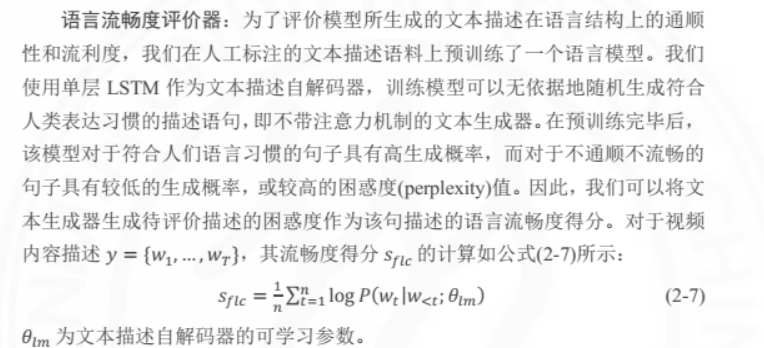 语言流畅度评价器：为了评价模型所生成的文本描述在语言结构上的通顺
性和流利度，我们在人工标注的文本描述语料上预训练了一个语言模型。我们
使用单层 LSTM 作为文本描述自解码器，训练模型可以无依据地随机生成符合
人类表达习惯的描述语句，即不带注意力机制的文本生成器。在预训练完毕后，
该模型对于符合人们语言习惯的句子具有高生成概率，而对于不通顺不流畅的
句子具有较低的生成概率，或较高的困惑度(perplexity)值。因此，我们可以将文
本生成器生成待评价描述的困惑度作为该句描述的语言流畅度得分。对于视频
内容描述 y = {w₁, …, w_T}，其流畅度得分 s_{flc} 的计算如公式(2-7)所示：
s_{flc} = \frac{1}{n} ∑_{t=1}^{n} log P(w_t|w_{<t}; θ_{lm}) (2-7)
θ_{lm} 为文本描述自解码器的可学习参数。